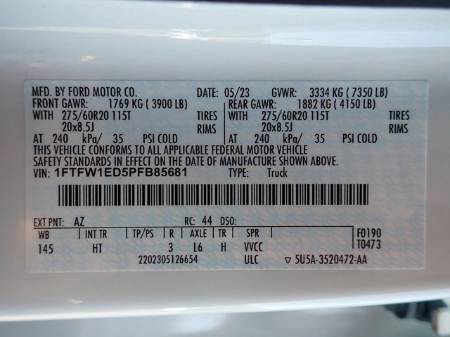 MFD. BY FORD MOTOR CO. 05/23 GVWR: 3334 KG ( 7350 LB)
FRONT GAWR: 1769 KG ( 3900 LB) REAR GAWR: 1882 KG ( 4150 LB)
WITH 275/60R20 115T TIRES WITH 275/60R20 115T TIRES
20x8.5J RIMS 20x8.5J RIMS
AT 240 kPa/ 35 PSI COLD AT 240 kPa/ 35 PSI COLD
THIS VEHICLE CONFORMS TO ALL APPLICABLE FEDERAL MOTOR VEHICLE
SAFETY STANDARDS IN EFFECT ON THE DATE OF MANUFACTURE SHOWN ABOVE.
VIN: 1FTFW1ED5PFB85681 TYPE: Truck
EXT PNT: AZ RC: 44 DSO:
WB INT TR TP/PS R AXLE TR SPR F0190
145 HT 3 L6 H VVCC T0473
2202305126654 ULC ▽ 5U5A-3520472-AA